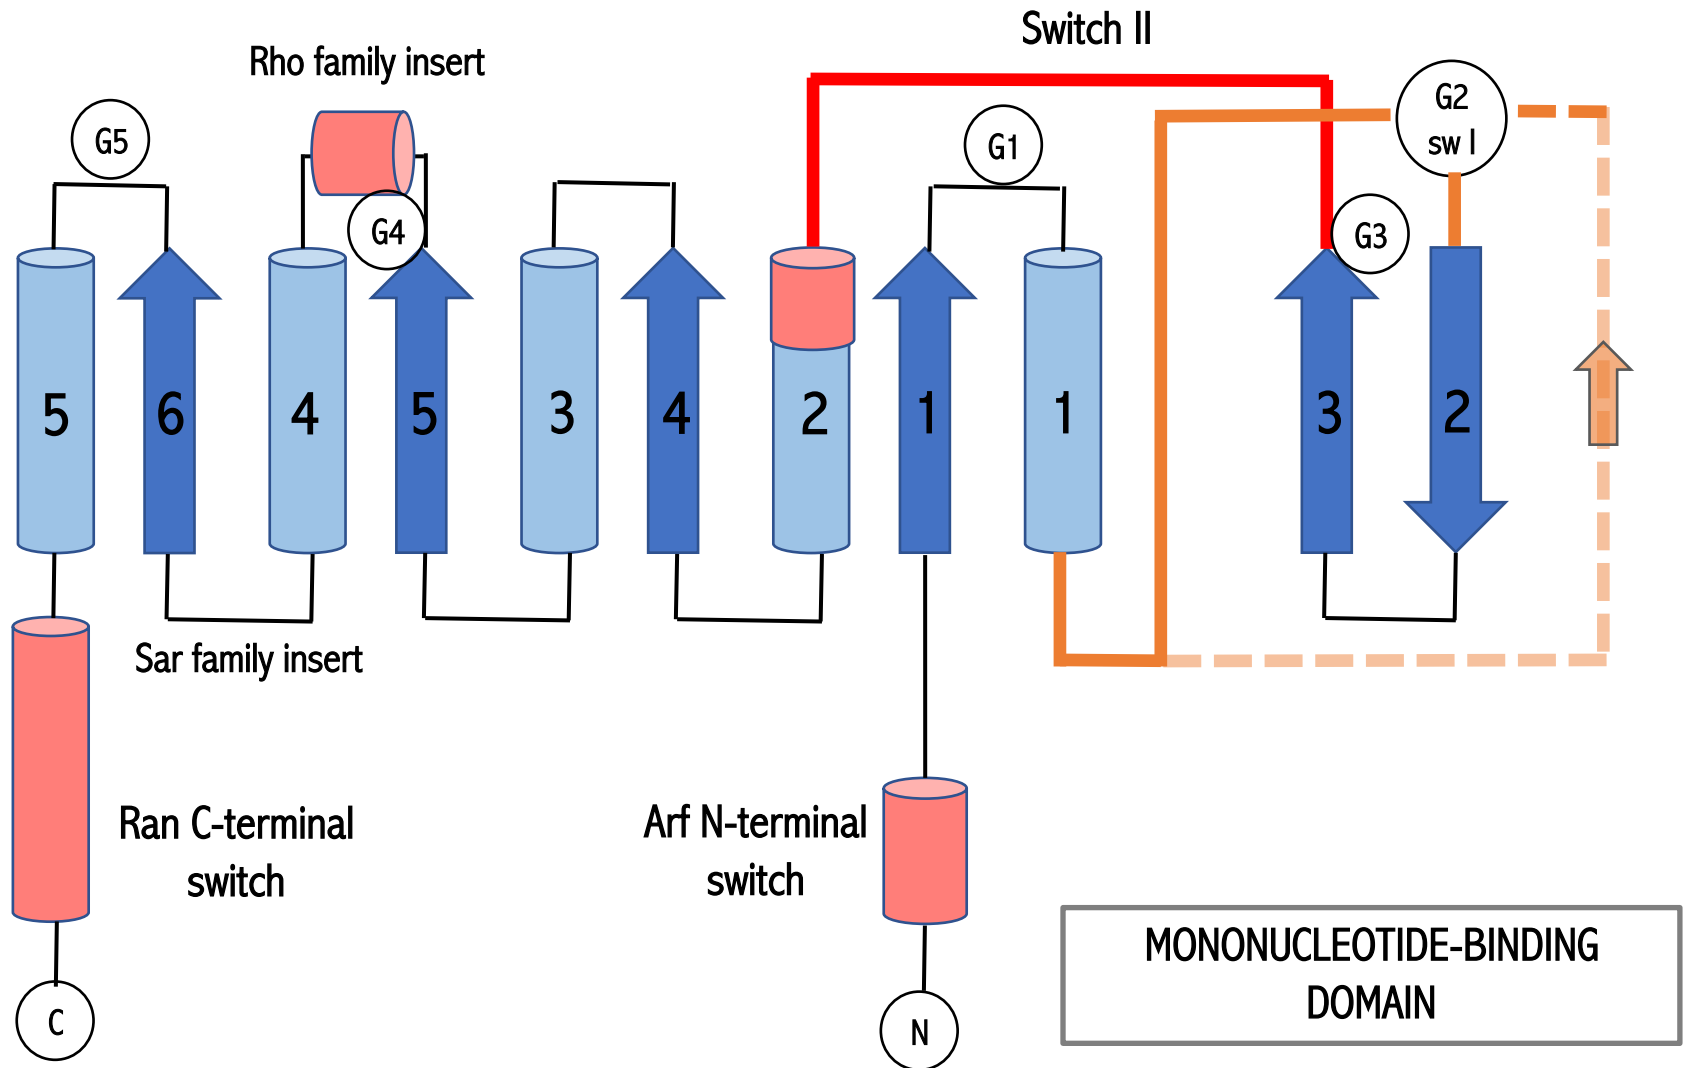 Switch II
Rho family insert
G5
G4
G1
G2
sw I
G3
5
6
4
5
3
4
2
1
1
3
2
Sar family insert
Ran C-terminal
switch
Arf N-terminal
switch
C
N
MONONUCLEOTIDE-BINDING
DOMAIN